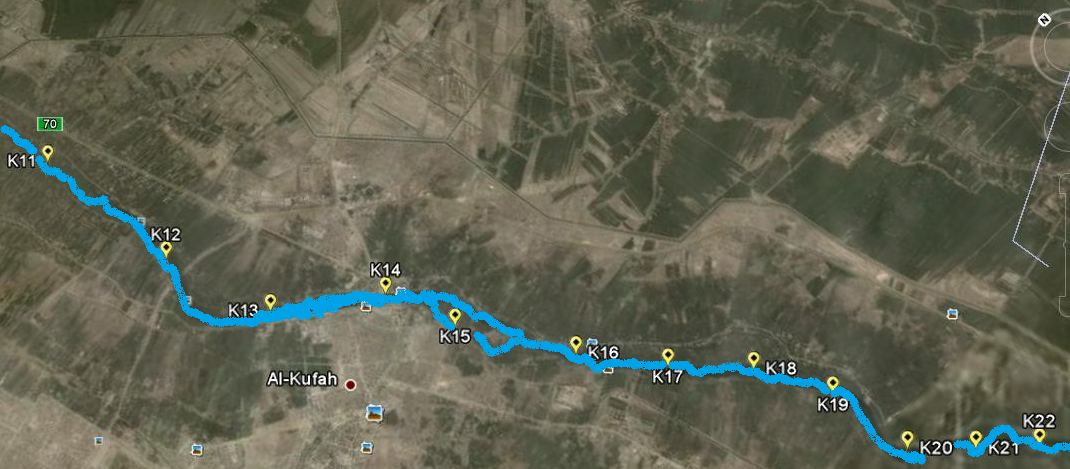 70
K11
K12
K13
K14
K15
K16
K17
K18
K19
K20
K21
K22
Al-Kufah
N